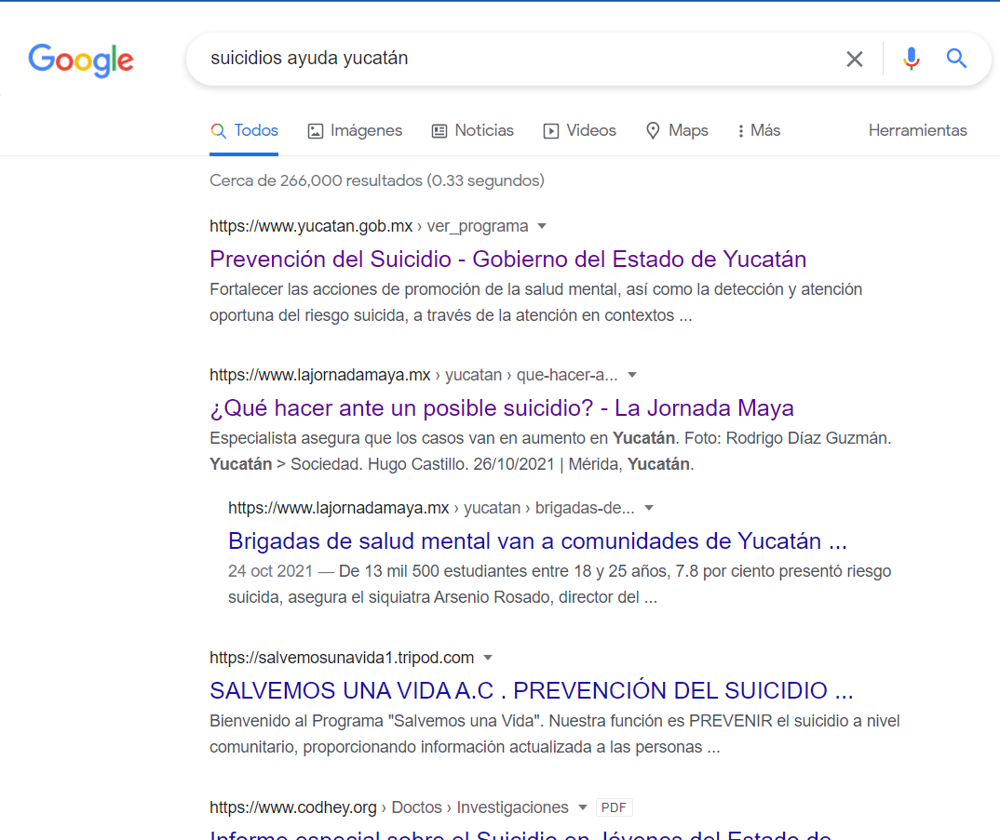 Google
suicidios ayuda yucatán
Todos Imágenes Noticias Videos Maps Más Herramientas
Cerca de 266,000 resultados (0.33 segundos)
https://www.yucatan.gob.mx › ver_programa
Prevención del Suicidio - Gobierno del Estado de Yucatán
Fortalecer las acciones de promoción de la salud mental, así como la detección y atención
oportuna del riesgo suicida, a través de la atención en contextos ...
https://www.lajornadamaya.mx › yucatan › que-hacer-a...
¿Qué hacer ante un posible suicidio? - La Jornada Maya
Especialista asegura que los casos van en aumento en Yucatán. Foto: Rodrigo Díaz Guzmán.
Yucatán > Sociedad. Hugo Castillo. 26/10/2021 | Mérida, Yucatán.
https://www.lajornadamaya.mx › yucatan › brigadas-de...
Brigadas de salud mental van a comunidades de Yucatán ...
24 oct 2021 — De 13 mil 500 estudiantes entre 18 y 25 años, 7.8 por ciento presentó riesgo
suicida, asegura el siquiatra Arsenio Rosado, director del ...
https://salvemosunavida1.tripod.com
SALVEMOS UNA VIDA A.C . PREVENCIÓN DEL SUICIDIO ...
Bienvenido al Programa "Salvemos una Vida". Nuestra función es PREVENIR el suicidio a nivel
comunitario, proporcionando información actualizada a las personas ...
https://www.codhey.org › Doctos › Investigaciones PDF
Informe especial sobre el Suicidio en Jóvenes del Estado de